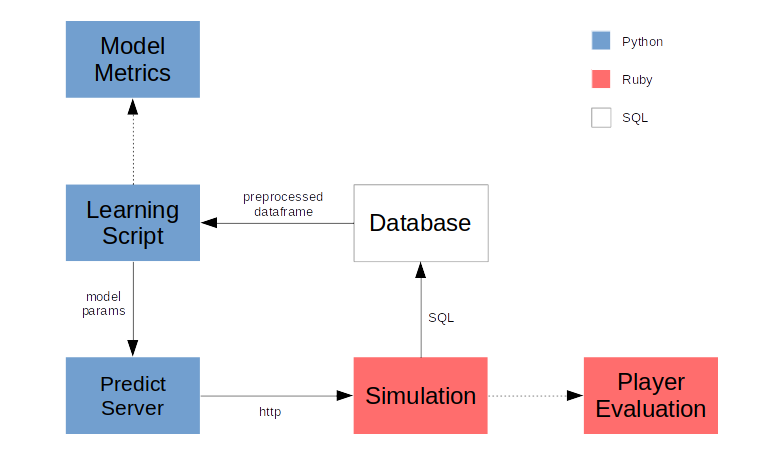 Model
Metrics
Python
Ruby
SQL
Learning
Script
preprocessed
dataframe
Database
model
params
SQL
Predict
Server
http
Simulation
Player
Evaluation